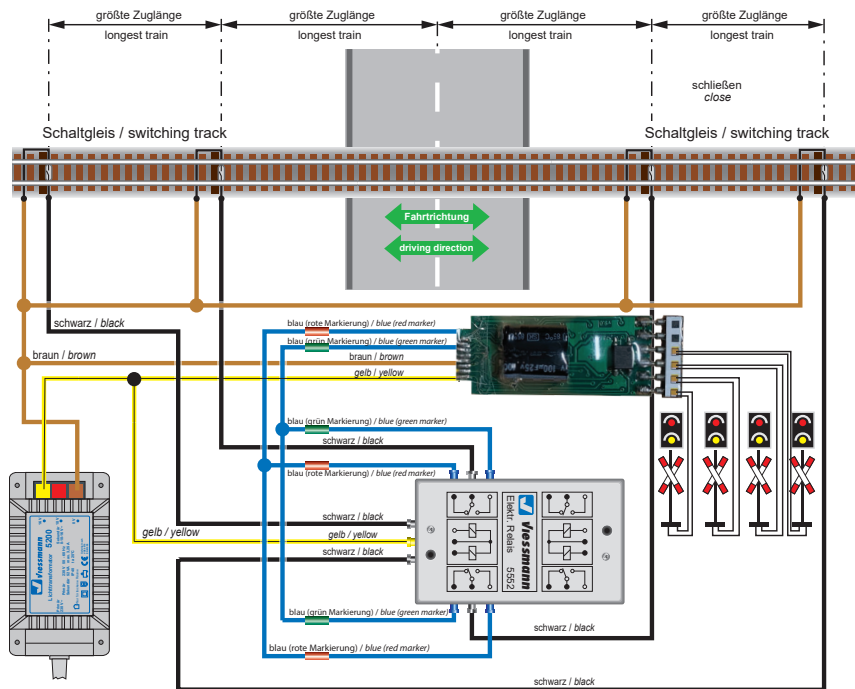 größte Zuglänge
longest train
größte Zuglänge
longest train
größte Zuglänge
longest train
größte Zuglänge
longest train
schließen
close
Schaltgleis / switching track
Schaltgleis / switching track
Fahrtrichtung
driving direction
schwarz / black
blau (rote Markierung) / blue (red marker)
blau (grün Markierung) / blue (green marker)
braun / brown
braun / brown
gelb / yellow
blau (grün Markierung) / blue (green marker)
schwarz / black
blau (rote Markierung) / blue (red marker)
schwarz / black
gelb / yellow
schwarz / black
viessmann
Elektr. Relais 5552
viessmann
Lichttransformator 5200
blau (grün Markierung) / blue (green marker)
schwarz / black
blau (rote Markierung) / blue (red marker)
schwarz / black